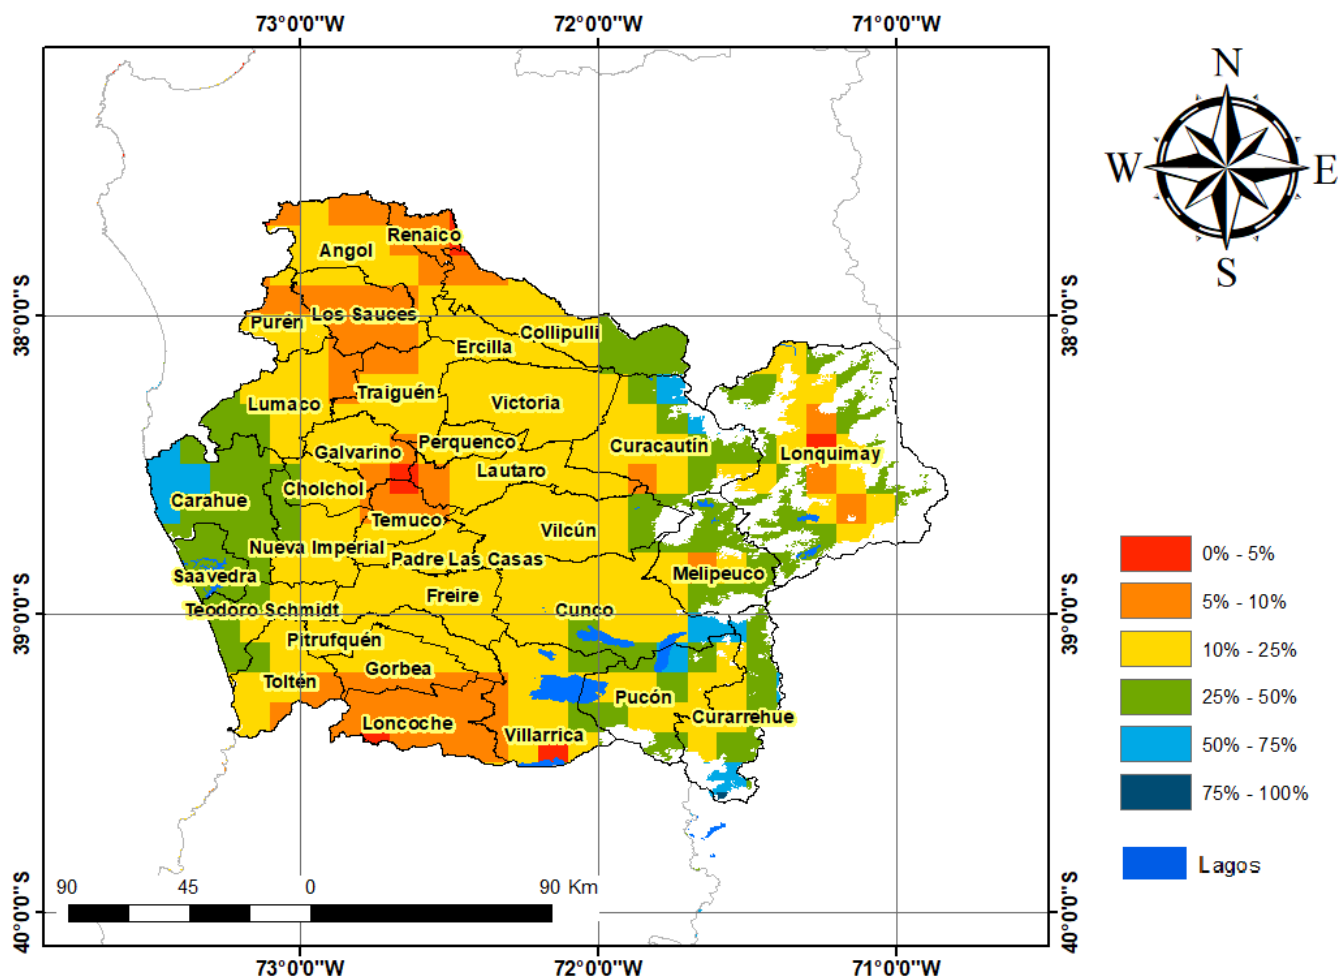 73°0'0"W 72°0'0"W 71°0'0"W
N
W E
S
38°0'0"S 38°0'0"S
39°0'0"S 39°0'0"S
40°0'0"S 40°0'0"S
Renaico
Angol
Los Sauces
Purén
Collipulli
Ercilla
Traiguén
Lumaco
Victoria
Perquenco
Curacautín
Galvarino
Lonquimay
Lautaro
Cholchol
Carahue
Temuco
Vilcún
Nueva Imperial
Padre Las Casas
Melipeuco
Saavedra
Freire
Teodoro Schmidt
Cunco
Pitrufquén
Gorbea
Toltén
Pucón
Curarrehue
Loncoche
Villarrica
0% - 5%
5% - 10%
10% - 25%
25% - 50%
50% - 75%
75% - 100%
Lagos
90 45 0 90 Km
73°0'0"W 72°0'0"W 71°0'0"W